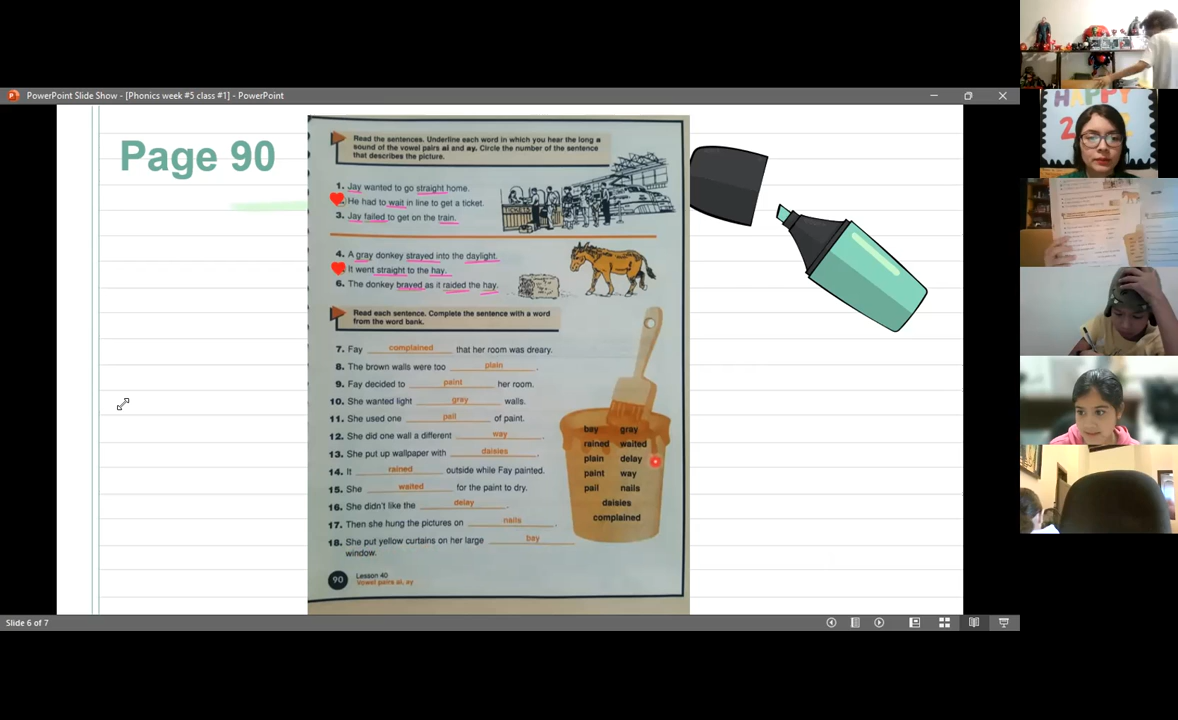 PowerPoint Slide Show - [Phonics week #5 class #1] - PowerPoint
Page 90
Read the sentences. Underline each word in which you hear the long a
sound of the vowel pairs ai and ay. Circle the number of the sentence
that describes the picture.
1. Jay wanted to go straight home.
He had to wait in line to get a ticket.
3. Jay failed to get on the train.
TICKETS
4. A gray donkey strayed into the daylight.
It went straight to the hay.
6. The donkey brayed as it raided the hay.
Read each sentence. Complete the sentence with a word
from the word bank.
7. Fay complained that her room was dreary.
8. The brown walls were too plain.
9. Fay decided to paint her room.
10. She wanted light gray walls.
11. She used one pail of paint.
12. She did one wall a different way.
13. She put up wallpaper with daisies.
14. It rained outside while Fay painted.
15. She waited for the paint to dry.
16. She didn't like the delay.
17. Then she hung the pictures on nails.
18. She put yellow curtains on her large bay
window.
bay gray
rained waited
plain delay
paint way
pail nails
daisies
complained
90 Lesson 40
Vowel pairs ai, ay
Slide 6 of 7
HAPPY